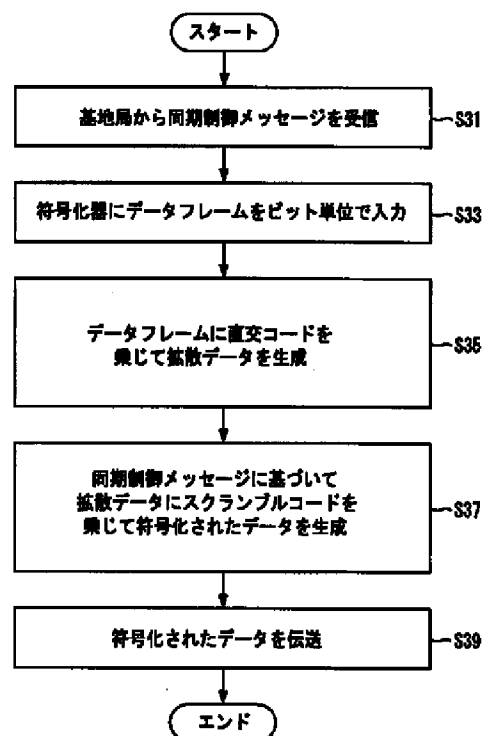 スタート
基地局から同期制御メッセージを受信
S31
符号化器にデータフレームをビット単位で入力
S33
データフレームに直交コードを
乗じて拡散データを生成
S35
同期制御メッセージに基づいて
拡散データにスクランブルコードを
乗じて符号化されたデータを生成
S37
符号化されたデータを伝送
S39
エンド